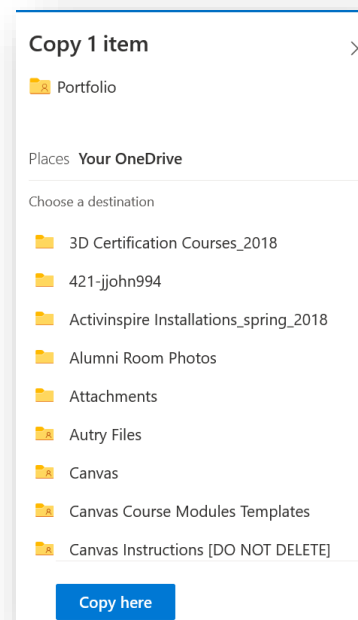 Copy 1 item
Portfolio
Places Your OneDrive
Choose a destination
3D Certification Courses_2018
421-jjohn994
Activinspire Installations_spring_2018
Alumni Room Photos
Attachments
Autry Files
Canvas
Canvas Course Modules Templates
Canvas Instructions [DO NOT DELETE]
Copy here